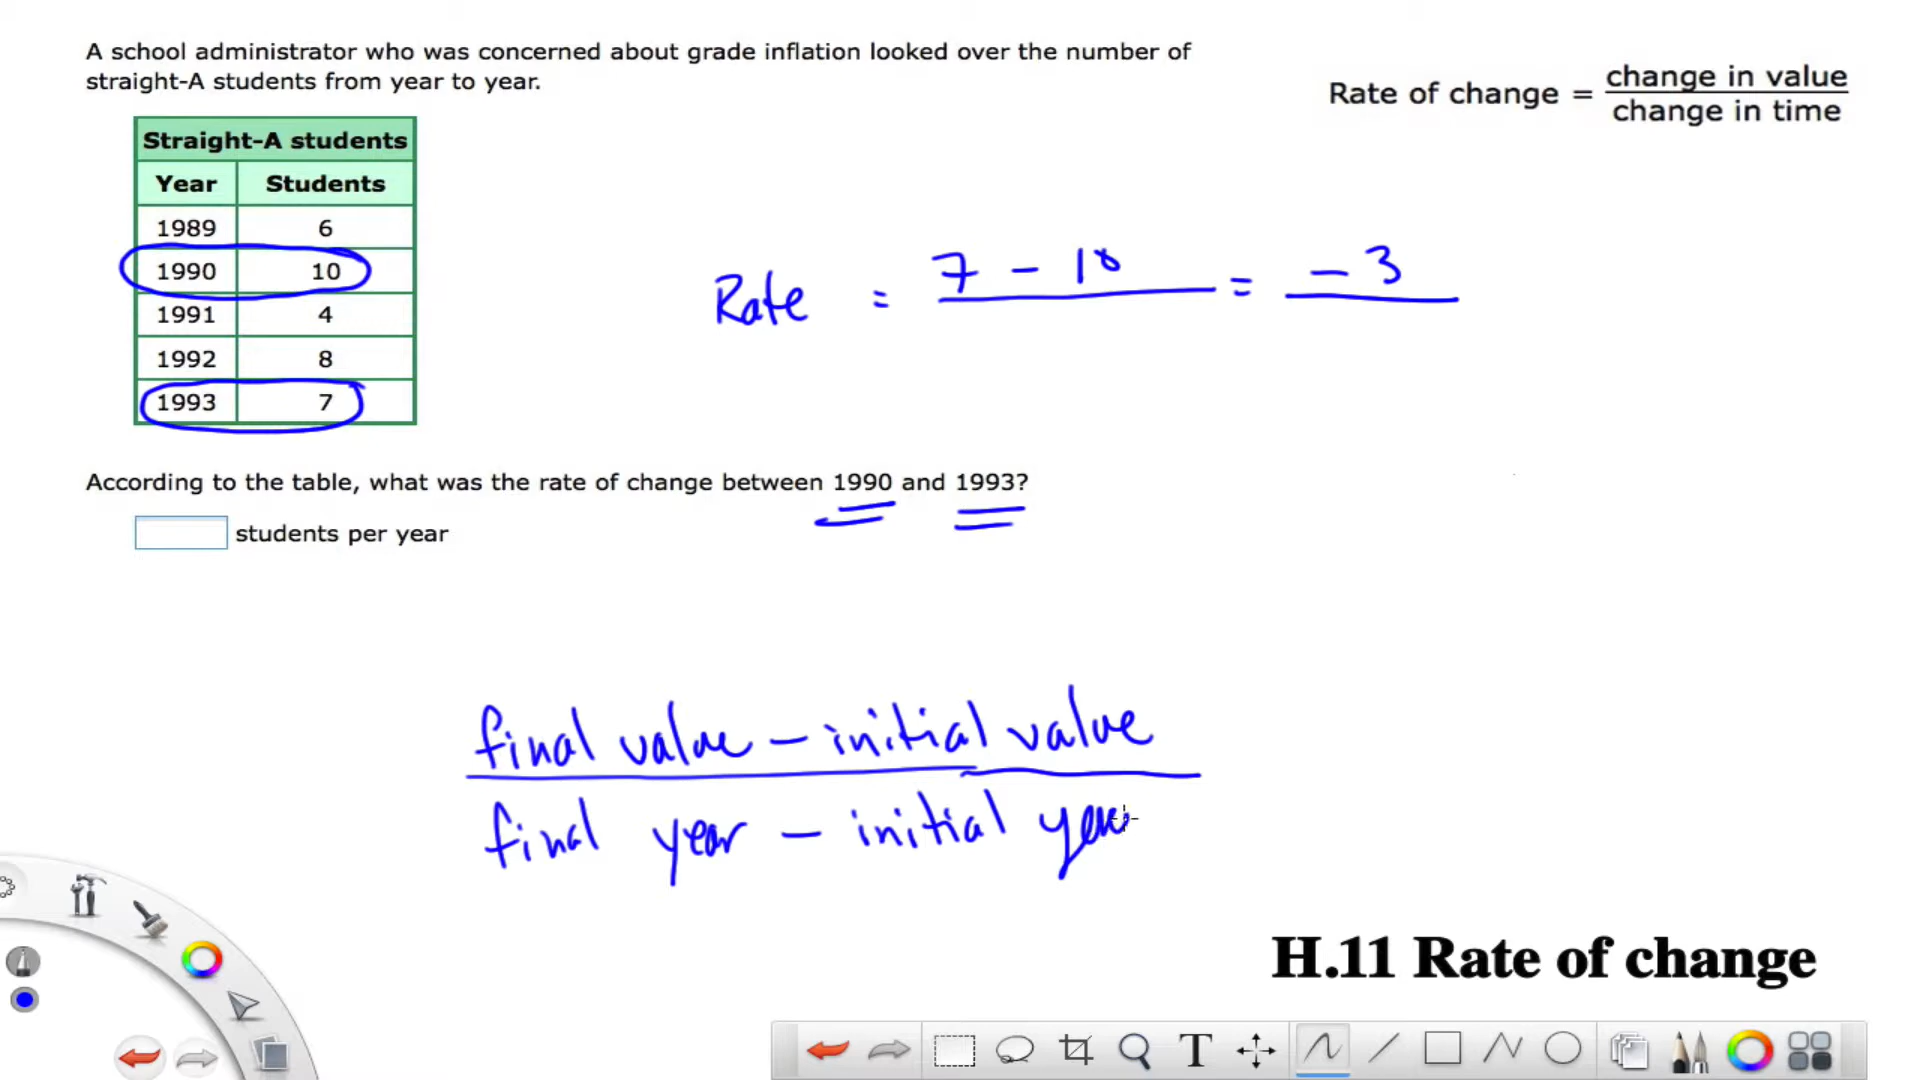 A school administrator who was concerned about grade inflation looked over the number of
straight-A students from year to year.
Rate of change = change in value
change in time
Straight-A students
Year Students
1989 6
1990 10
1991 4
1992 8
1993 7
Rate = 7 - 10 = -3
According to the table, what was the rate of change between 1990 and 1993?
students per year
final value - initial value
final year - initial year
H.11 Rate of change
T